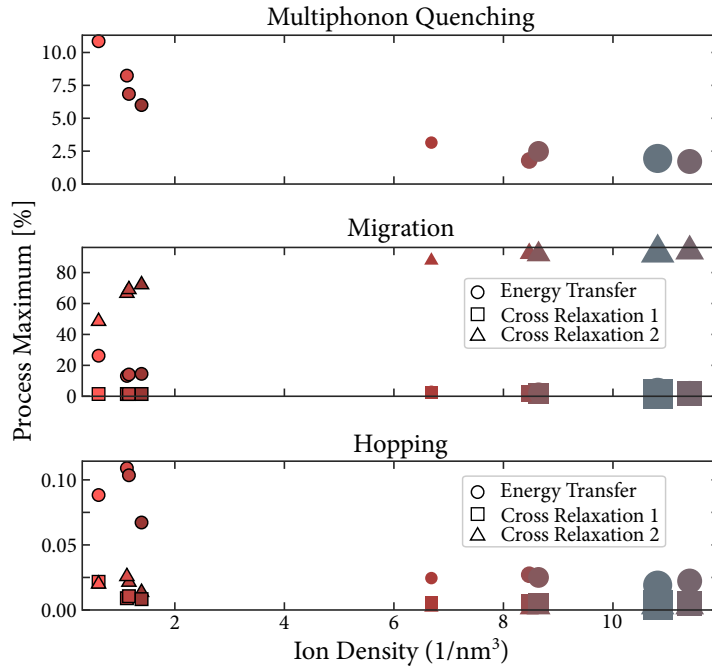 Multiphonon Quenching
10.0
7.5
5.0
2.5
0.0
Migration
80
60
40
20
0
Energy Transfer
Cross Relaxation 1
Cross Relaxation 2
Process Maximum [%]
Hopping
0.10
0.05
0.00
Energy Transfer
Cross Relaxation 1
Cross Relaxation 2
2 4 6 8 10
Ion Density (1/nm³)